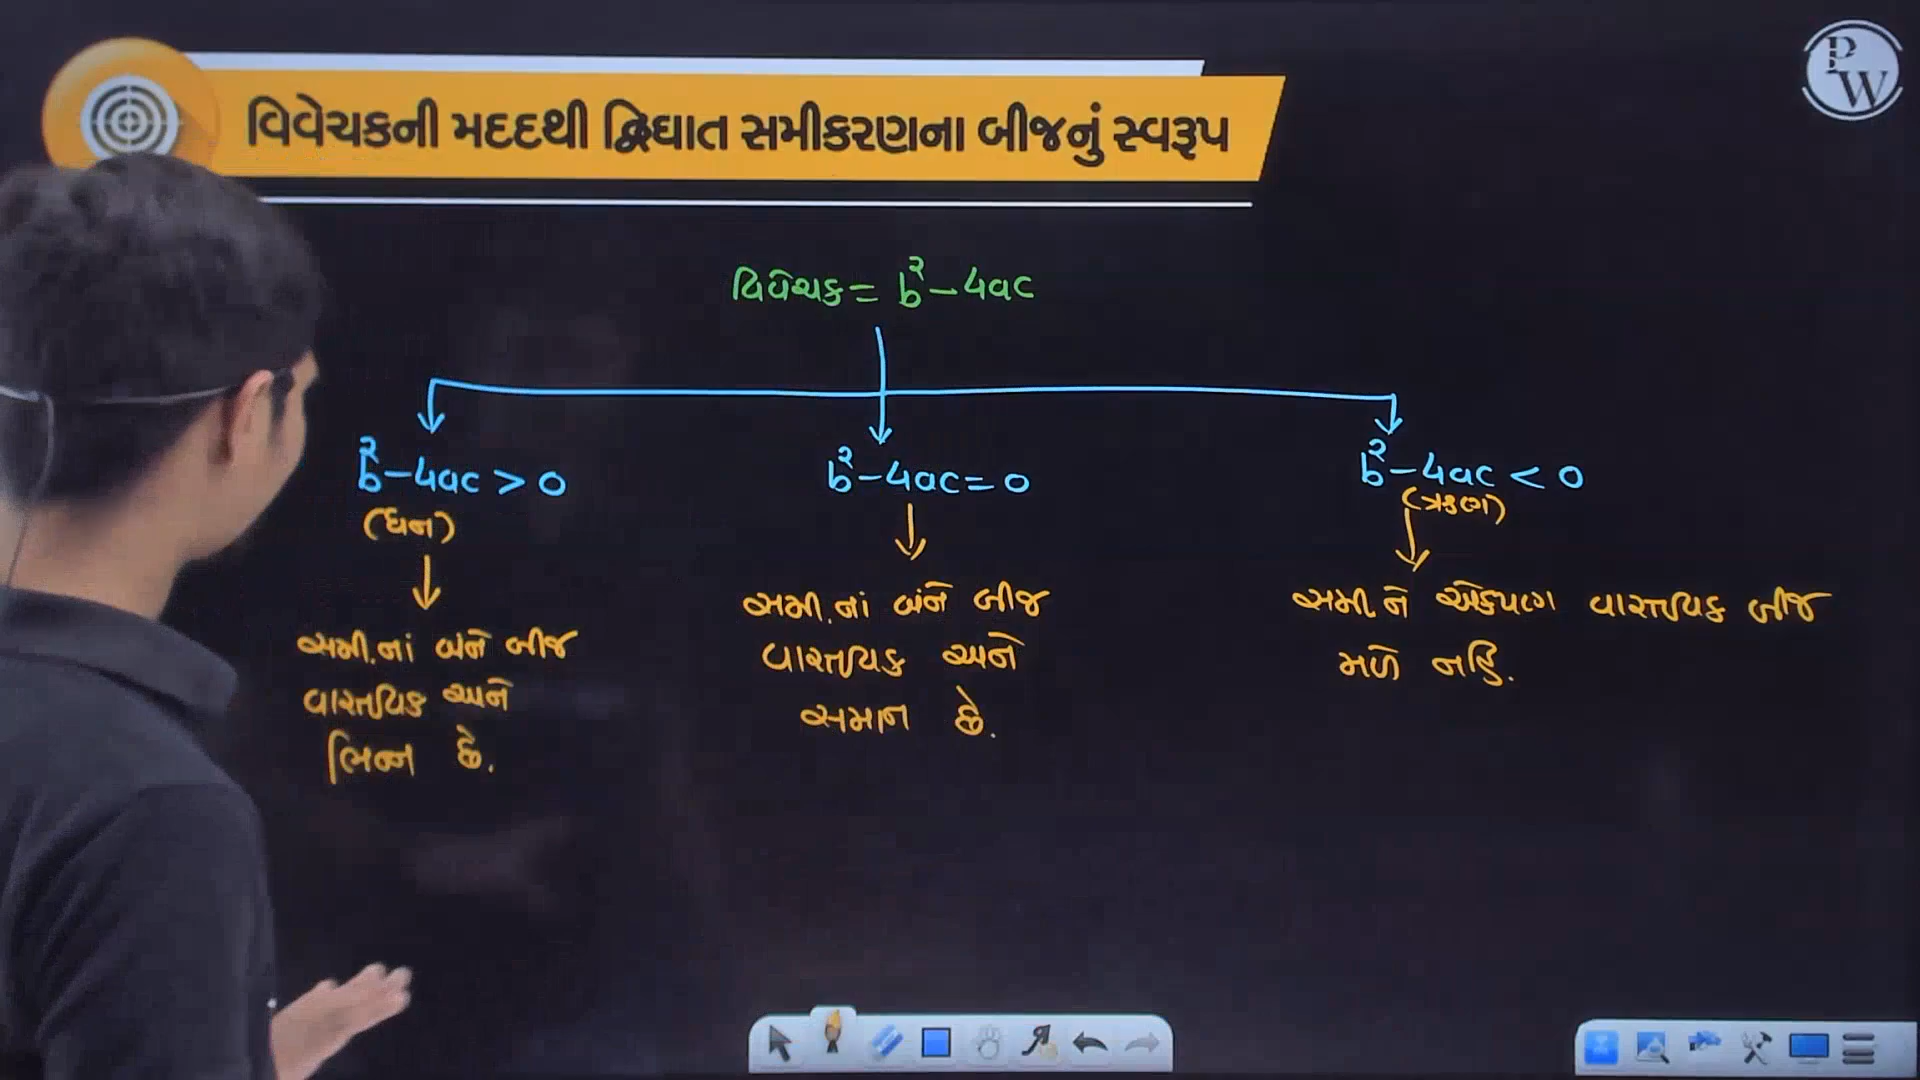 વિવેચકની મદદથી દ્વિઘાત સમીકરણના બીજનું સ્વરૂપ
PW
વિવેચક = b² - 4ac
b² - 4ac > 0
(ધન)
સમી.નાં બંને બીજ
વાસ્તવિક અને
ભિન્ન છે.
b² - 4ac = 0
સમી.નાં બંને બીજ
વાસ્તવિક અને
સમાન છે.
b² - 4ac < 0
(ઋણ)
સમી.ને એકપણ વાસ્તવિક બીજ
મળે નહિ.